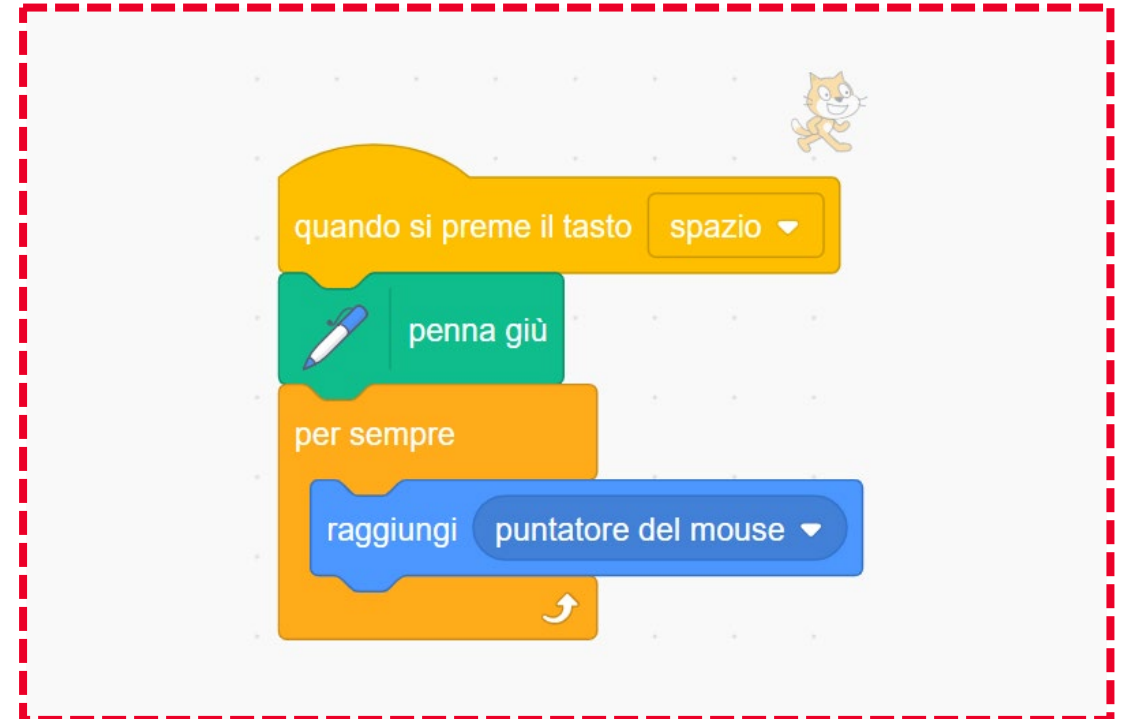 quando si preme il tasto spazio
penna giù
per sempre
raggiungi puntatore del mouse